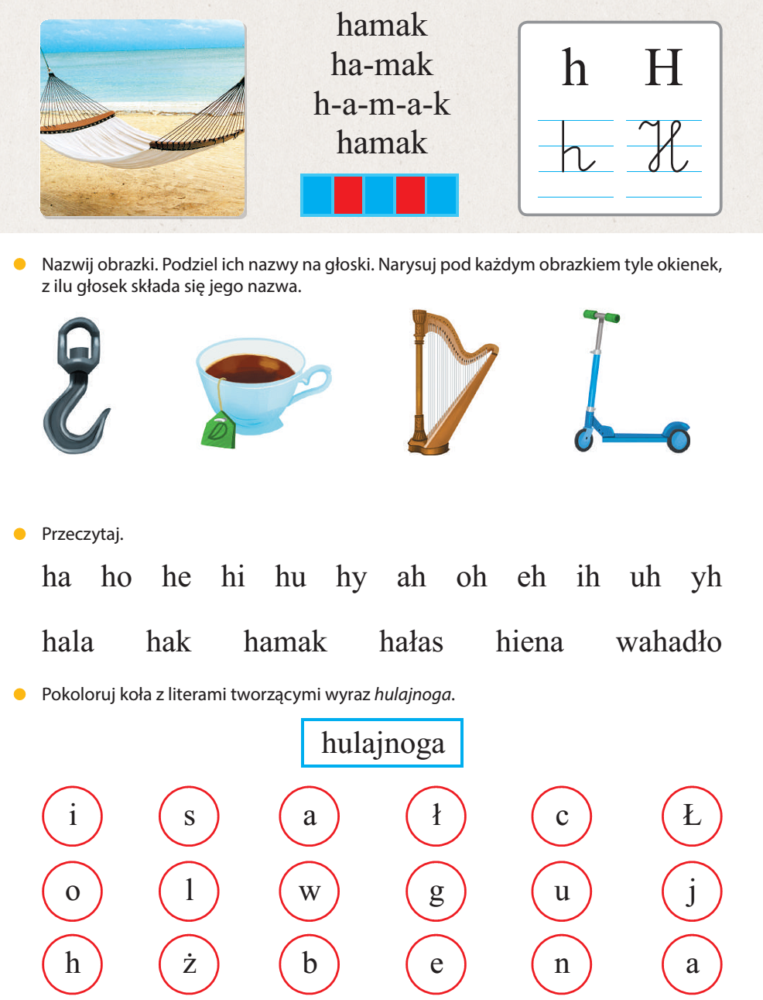 hamak
ha-mak
h-a-m-a-k
hamak
h H
h H
Nazwij obrazki. Podziel ich nazwy na głoski. Narysuj pod każdym obrazkiem tyle okienek,
z ilu głosek składa się jego nazwa.
Przeczytaj.
ha ho he hi hu hy ah oh eh ih uh yh
hala hak hamak hałas hiena wahadło
Pokoloruj koła z literami tworzącymi wyraz hulajnoga.
hulajnoga
i s a ł c Ł
o l w g u j
h ż b e n a